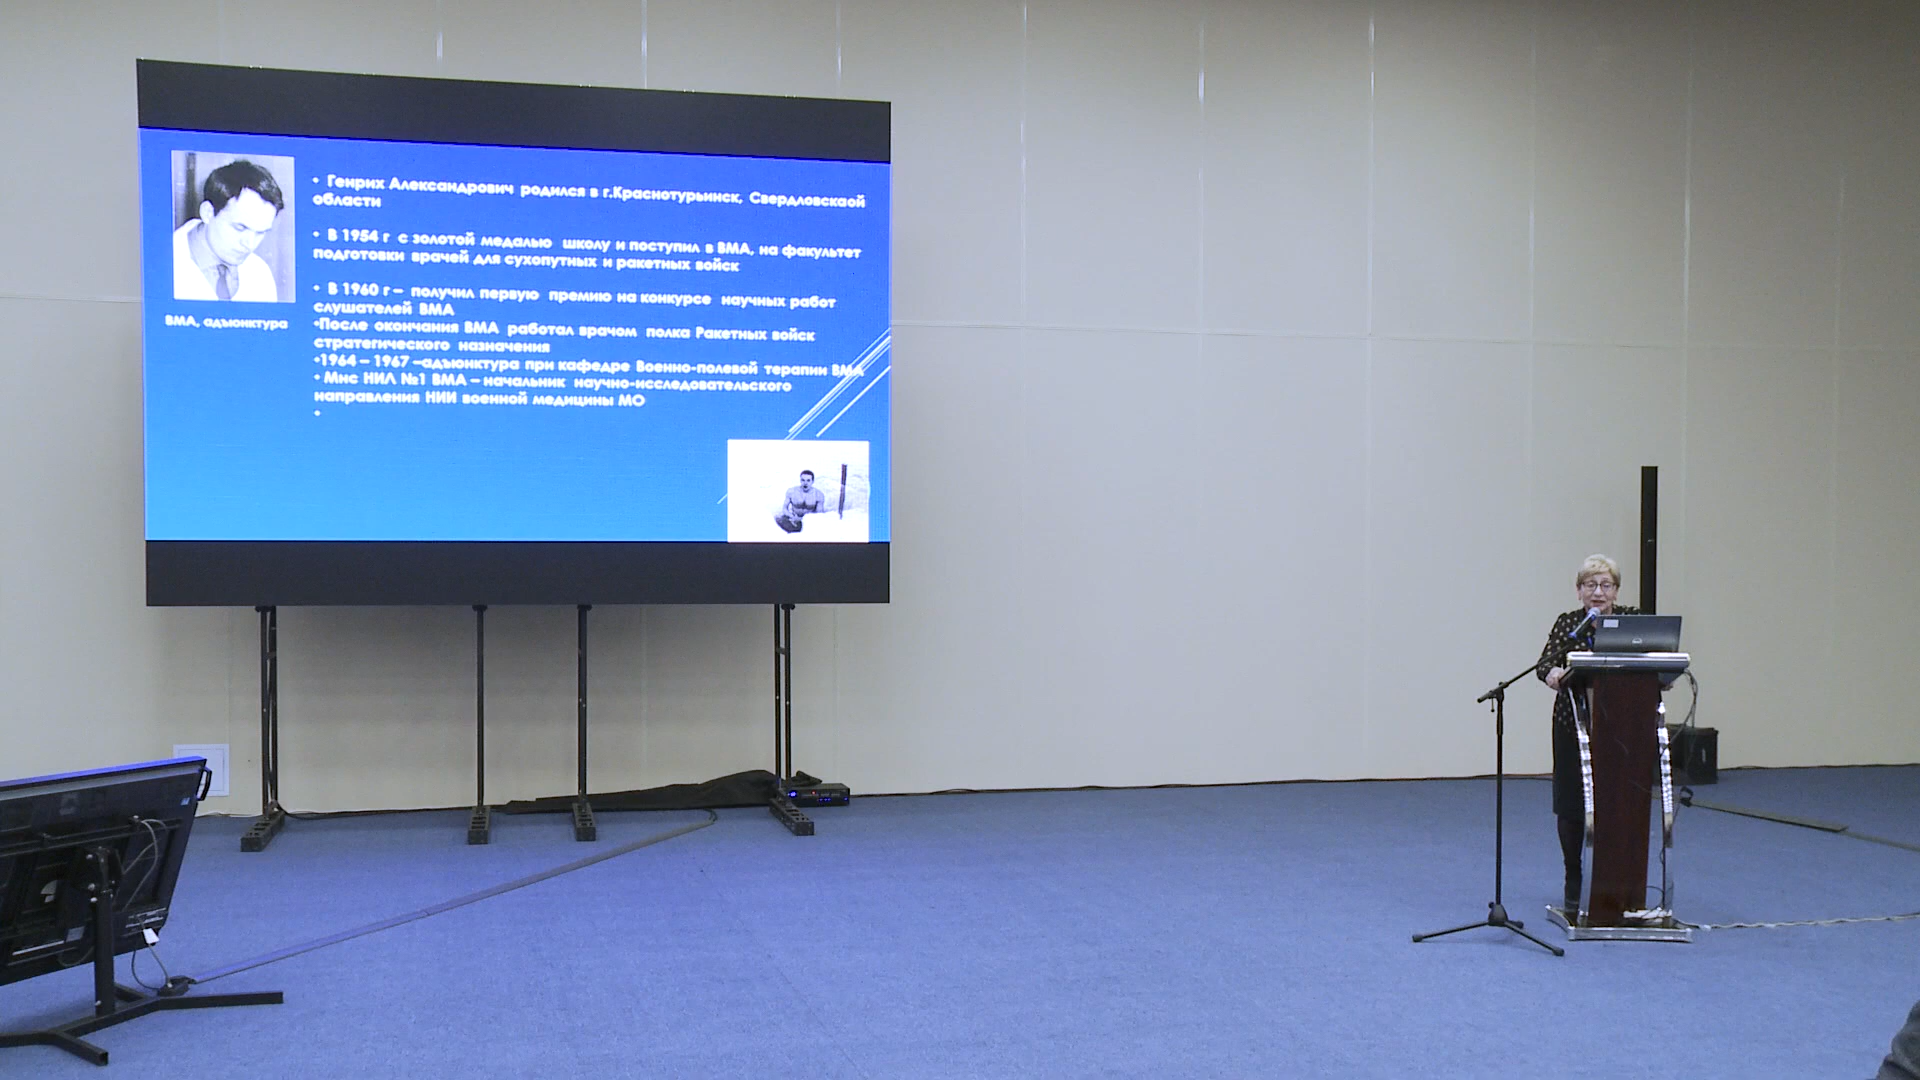 • Генрих Александрович родился в г.Краснотурьинск, Свердловскаой
области
• В 1954 г с золотой медалью школу и поступил в ВМА, на факультет
подготовки врачей для сухопутных и ракетных войск
• В 1960 г – получил первую премию на конкурсе научных работ
слушателей ВМА
•После окончания ВМА работал врачом полка Ракетных войск
стратегического назначения
•1964 – 1967 –адъюнктура при кафедре Военно-полевой терапии ВМА
• Мнс НИЛ №1 ВМА – начальник научно-исследовательского
направления НИИ военной медицины МО
•
ВМА, адъюнктура